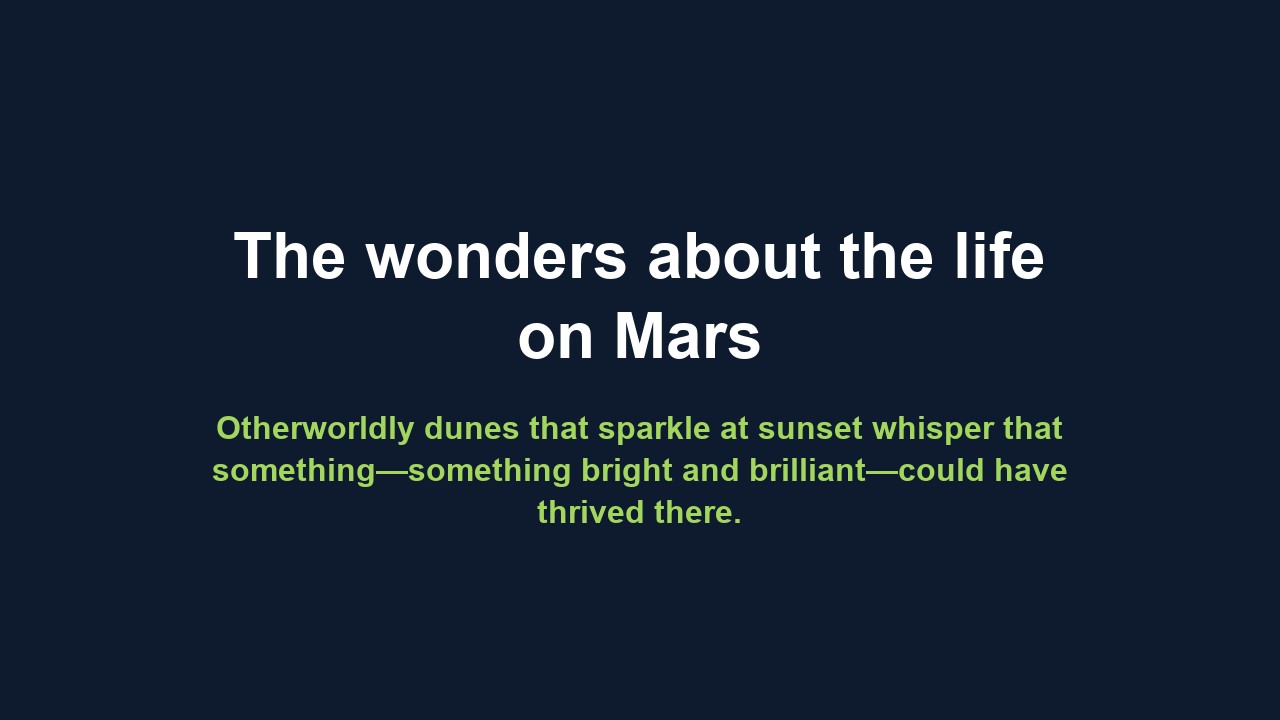 The wonders about the life
on Mars
Otherworldly dunes that sparkle at sunset whisper that
something—something bright and brilliant—could have
thrived there.